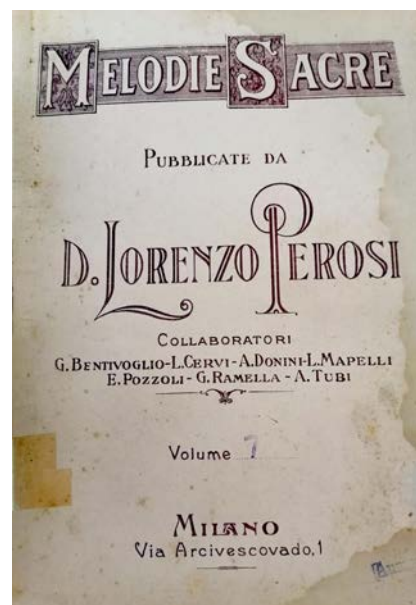 MELODIE SACRE
PUBBLICATE DA
D. LORENZO PEROSI
COLLABORATORI
G. BENTIVOGLIO-L. CERVI-A. DONINI-L. MAPELLI
E. POZZOLI-G. RAMELLA-A. TUBI
Volume 7
MILANO
Via Arcivescovado, 1